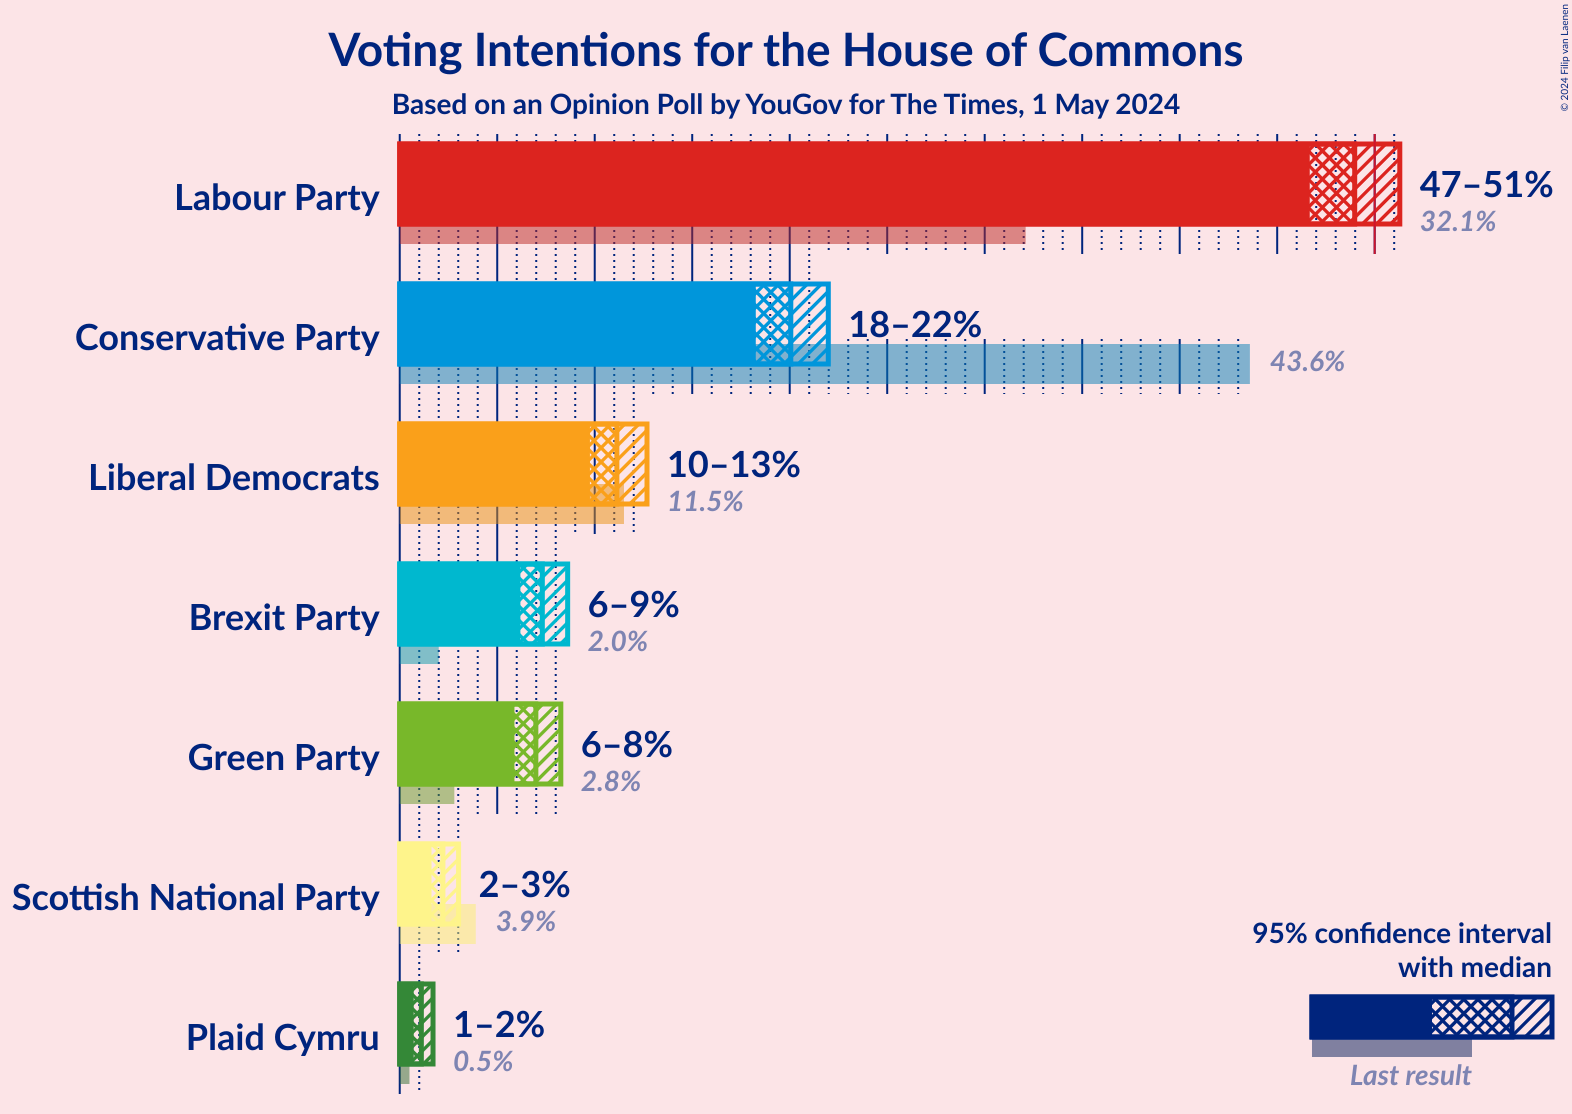 Voting Intentions for the House of Commons
Based on an Opinion Poll by YouGov for The Times, 1 May 2024
© 2024 Filip van Laenen
Labour Party
47–51%
32.1%
Conservative Party
18–22%
43.6%
Liberal Democrats
10–13%
11.5%
Brexit Party
6–9%
2.0%
Green Party
6–8%
2.8%
Scottish National Party
2–3%
3.9%
Plaid Cymru
1–2%
0.5%
95% confidence interval
with median
Last result